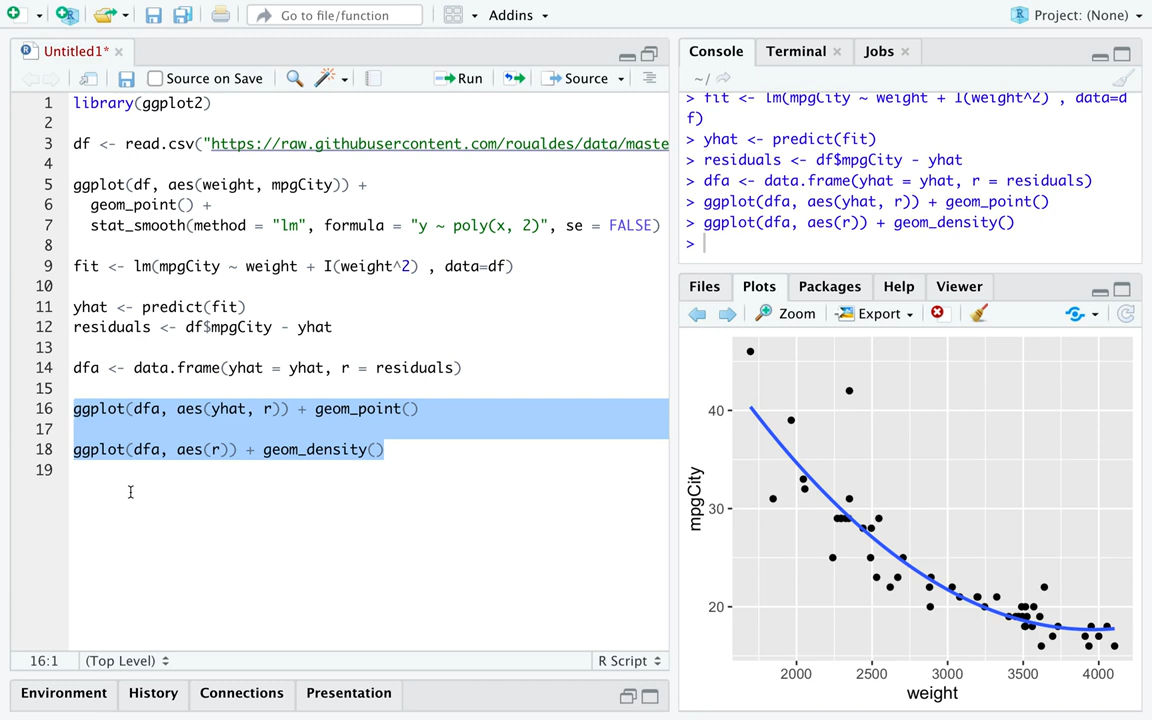 Go to file/function
Addins
Project: (None)
Untitled1*
Source on Save
Run
Source
1 library(ggplot2)
2
3 df <- read.csv("https://raw.githubusercontent.com/roualdes/data/maste
4
5 ggplot(df, aes(weight, mpgCity)) +
6 geom_point() +
7 stat_smooth(method = "lm", formula = "y ~ poly(x, 2)", se = FALSE)
8
9 fit <- lm(mpgCity ~ weight + I(weight^2) , data=df)
10
11 yhat <- predict(fit)
12 residuals <- df$mpgCity - yhat
13
14 dfa <- data.frame(yhat = yhat, r = residuals)
15
16 ggplot(dfa, aes(yhat, r)) + geom_point()
17
18 ggplot(dfa, aes(r)) + geom_density()
19
16:1 (Top Level)
R Script
Environment History Connections Presentation
Console Terminal Jobs
~/
> fit <- lm(mpgCity ~ weight + I(weight^2) , data=d
f)
> yhat <- predict(fit)
> residuals <- df$mpgCity - yhat
> dfa <- data.frame(yhat = yhat, r = residuals)
> ggplot(dfa, aes(yhat, r)) + geom_point()
> ggplot(dfa, aes(r)) + geom_density()
>
Files Plots Packages Help Viewer
Zoom Export
mpgCity
40
30
20
2000 2500 3000 3500 4000
weight